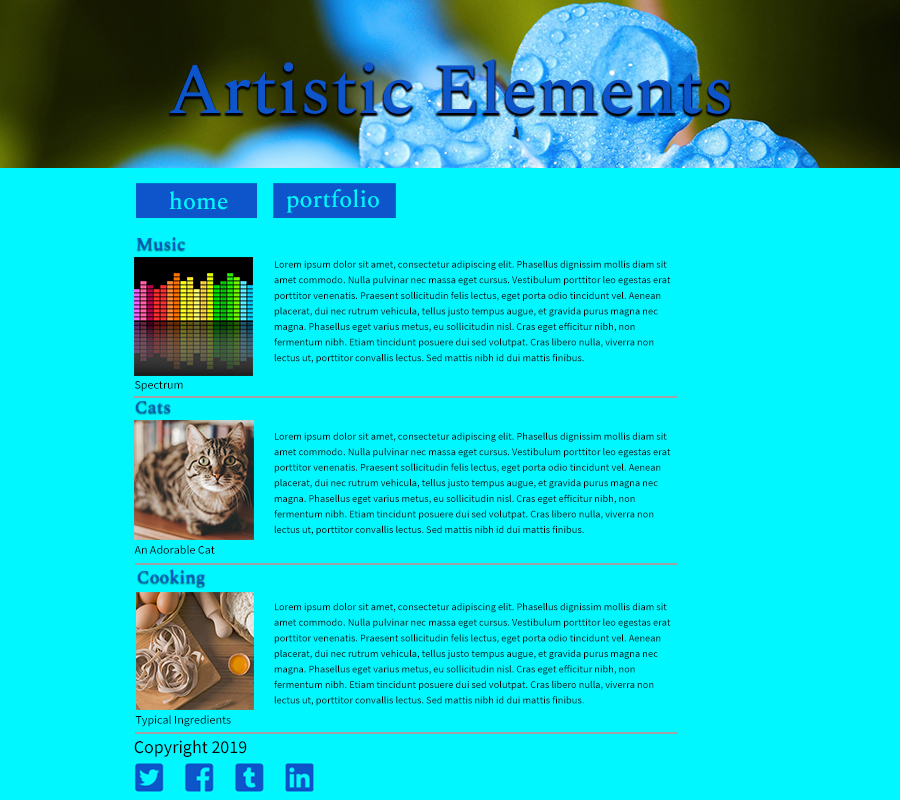 Artistic Elements
home
portfolio
Music
Lorem ipsum dolor sit amet, consectetur adipiscing elit. Phasellus dignissim mollis diam sit
amet commodo. Nulla pulvinar nec massa eget cursus. Vestibulum porttitor leo egestas erat
porttitor venenatis. Praesent sollicitudin felis lectus, eget porta odio tincidunt vel. Aenean
placerat, dui nec rutrum vehicula, tellus justo tempus augue, et gravida purus magna nec
magna. Phasellus eget varius metus, eu sollicitudin nisl. Cras eget efficitur nibh, non
fermentum nibh. Etiam tincidunt posuere dui sed volutpat. Cras libero nulla, viverra non
lectus ut, porttitor convallis lectus. Sed mattis nibh id dui mattis finibus.
Spectrum
Cats
Lorem ipsum dolor sit amet, consectetur adipiscing elit. Phasellus dignissim mollis diam sit
amet commodo. Nulla pulvinar nec massa eget cursus. Vestibulum porttitor leo egestas erat
porttitor venenatis. Praesent sollicitudin felis lectus, eget porta odio tincidunt vel. Aenean
placerat, dui nec rutrum vehicula, tellus justo tempus augue, et gravida purus magna nec
magna. Phasellus eget varius metus, eu sollicitudin nisl. Cras eget efficitur nibh, non
fermentum nibh. Etiam tincidunt posuere dui sed volutpat. Cras libero nulla, viverra non
lectus ut, porttitor convallis lectus. Sed mattis nibh id dui mattis finibus.
An Adorable Cat
Cooking
Lorem ipsum dolor sit amet, consectetur adipiscing elit. Phasellus dignissim mollis diam sit
amet commodo. Nulla pulvinar nec massa eget cursus. Vestibulum porttitor leo egestas erat
porttitor venenatis. Praesent sollicitudin felis lectus, eget porta odio tincidunt vel. Aenean
placerat, dui nec rutrum vehicula, tellus justo tempus augue, et gravida purus magna nec
magna. Phasellus eget varius metus, eu sollicitudin nisl. Cras eget efficitur nibh, non
fermentum nibh. Etiam tincidunt posuere dui sed volutpat. Cras libero nulla, viverra non
lectus ut, porttitor convallis lectus. Sed mattis nibh id dui mattis finibus.
Typical Ingredients
Copyright 2019